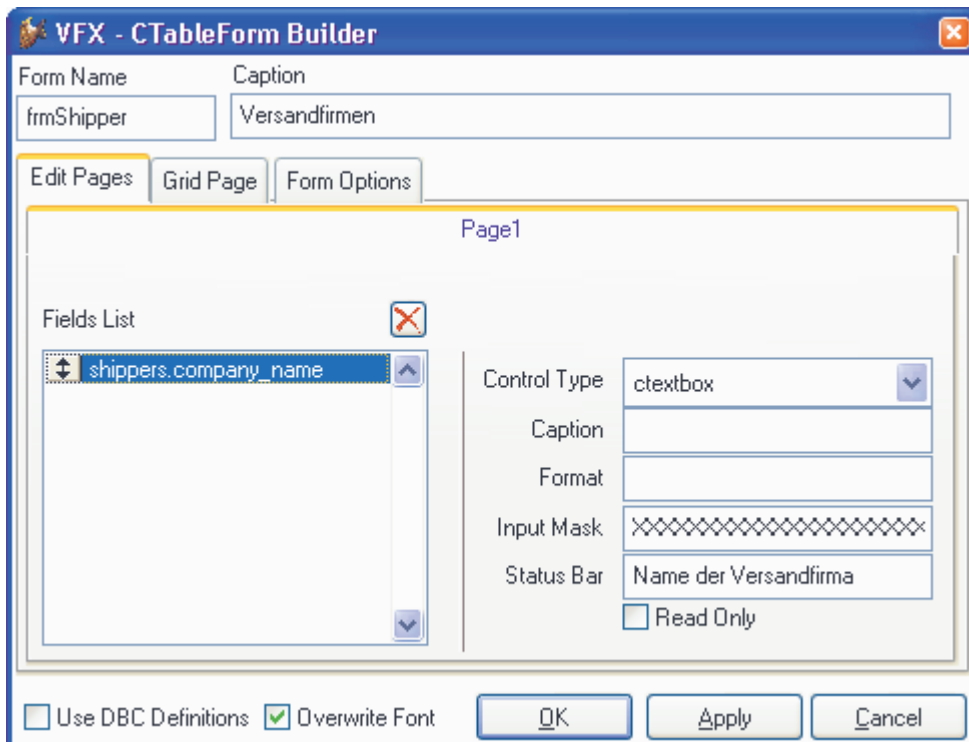 VFX - CTableForm Builder
Form Name Caption
frmShipper Versandfirmen
Edit Pages Grid Page Form Options
Page1
Fields List
shippers.company_name
Control Type ctextbox
Caption
Format
Input Mask XXXXXXXXXXXXXXXXXXXXX
Status Bar Name der Versandfirma
Read Only
Use DBC Definitions Overwrite Font OK Apply Cancel